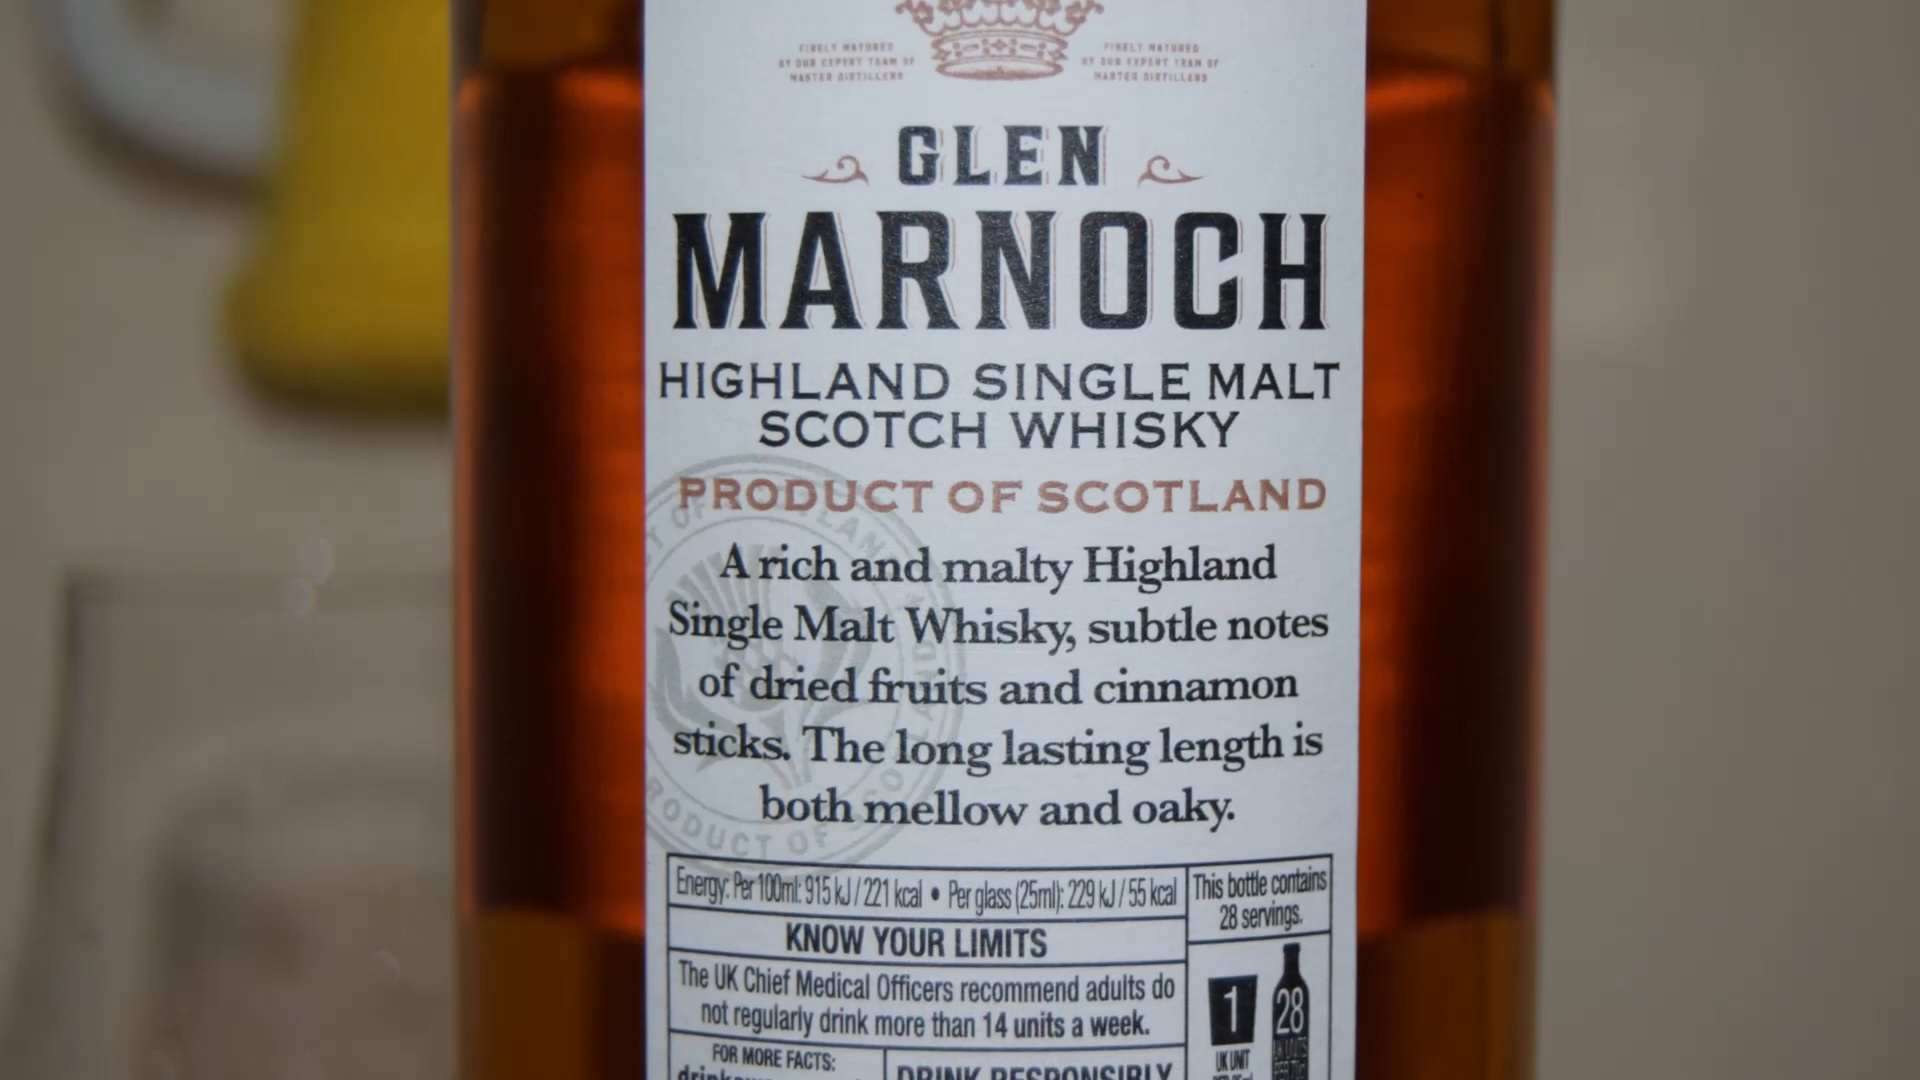 FINELY MATURED
BY OUR EXPERT TEAM OF
MASTER DISTILLERS
FINELY MATURED
BY OUR EXPERT TEAM OF
MASTER DISTILLERS
GLEN
MARNOCH
HIGHLAND SINGLE MALT
SCOTCH WHISKY
PRODUCT OF SCOTLAND
A rich and malty Highland
Single Malt Whisky, subtle notes
of dried fruits and cinnamon
sticks. The long lasting length is
both mellow and oaky.
PRODUCT OF
Energy: Per 100ml: 915 kJ / 221 kcal • Per glass (25ml): 229 kJ / 55 kcal
This bottle contains
28 servings.
KNOW YOUR LIMITS
The UK Chief Medical Officers recommend adults do
not regularly drink more than 14 units a week.
1
28
UK UNIT
FOR MORE FACTS:
DRINK RESPONSIBLY